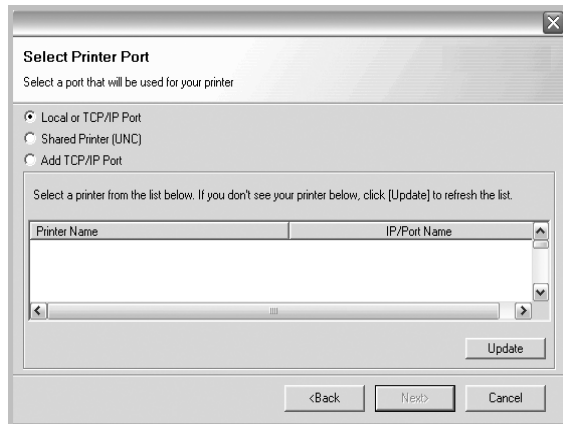 Select Printer Port
Select a port that will be used for your printer
Local or TCP/IP Port
Shared Printer (UNC)
Add TCP/IP Port
Select a printer from the list below. If you don't see your printer below, click [Update] to refresh the list.
Printer Name IP/Port Name
Update
<Back Next> Cancel